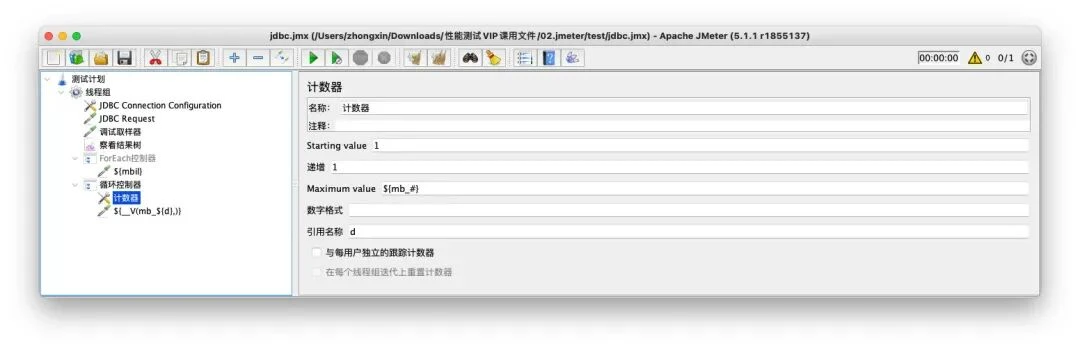 jdbc.jmx (/Users/zhongxin/Downloads/性能测试VIP课用文件/02.jmeter/test/jdbc.jmx) - Apache JMeter (5.1.1 r1855137)
00:00:00 0 0/1
测试计划
线程组
JDBC Connection Configuration
JDBC Request
调试取样器
察看结果树
ForEach控制器
${mbil}
循环控制器
计数器
${__V(mb_${d},)}
计数器
名称： 计数器
注释：
Starting value 1
递增 1
Maximum value ${mb_#}
数字格式
引用名称 d
与每用户独立的跟踪计数器
在每个线程组迭代上重置计数器